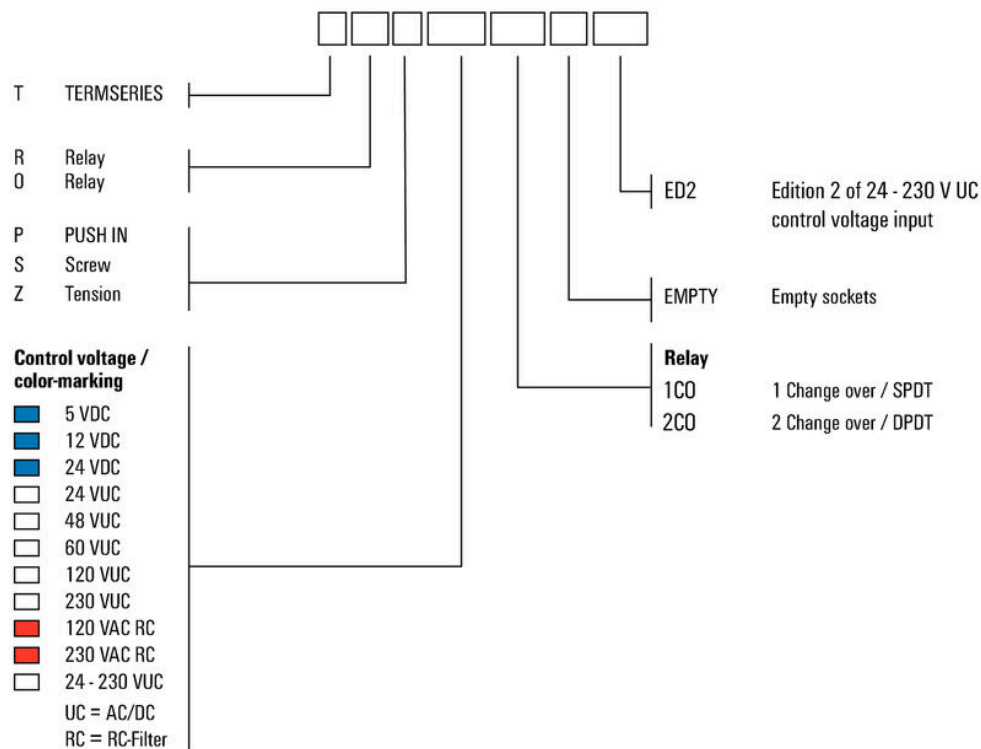 T TERMSERIES
R Relay
O Relay
P PUSH IN
S Screw
Z Tension
Control voltage /
color-marking
5 VDC
12 VDC
24 VDC
24 VUC
48 VUC
60 VUC
120 VUC
230 VUC
120 VAC RC
230 VAC RC
24 - 230 VUC
UC = AC/DC
RC = RC-Filter
ED2 Edition 2 of 24 - 230 V UC
control voltage input
EMPTY Empty sockets
Relay
1CO 1 Change over / SPDT
2CO 2 Change over / DPDT